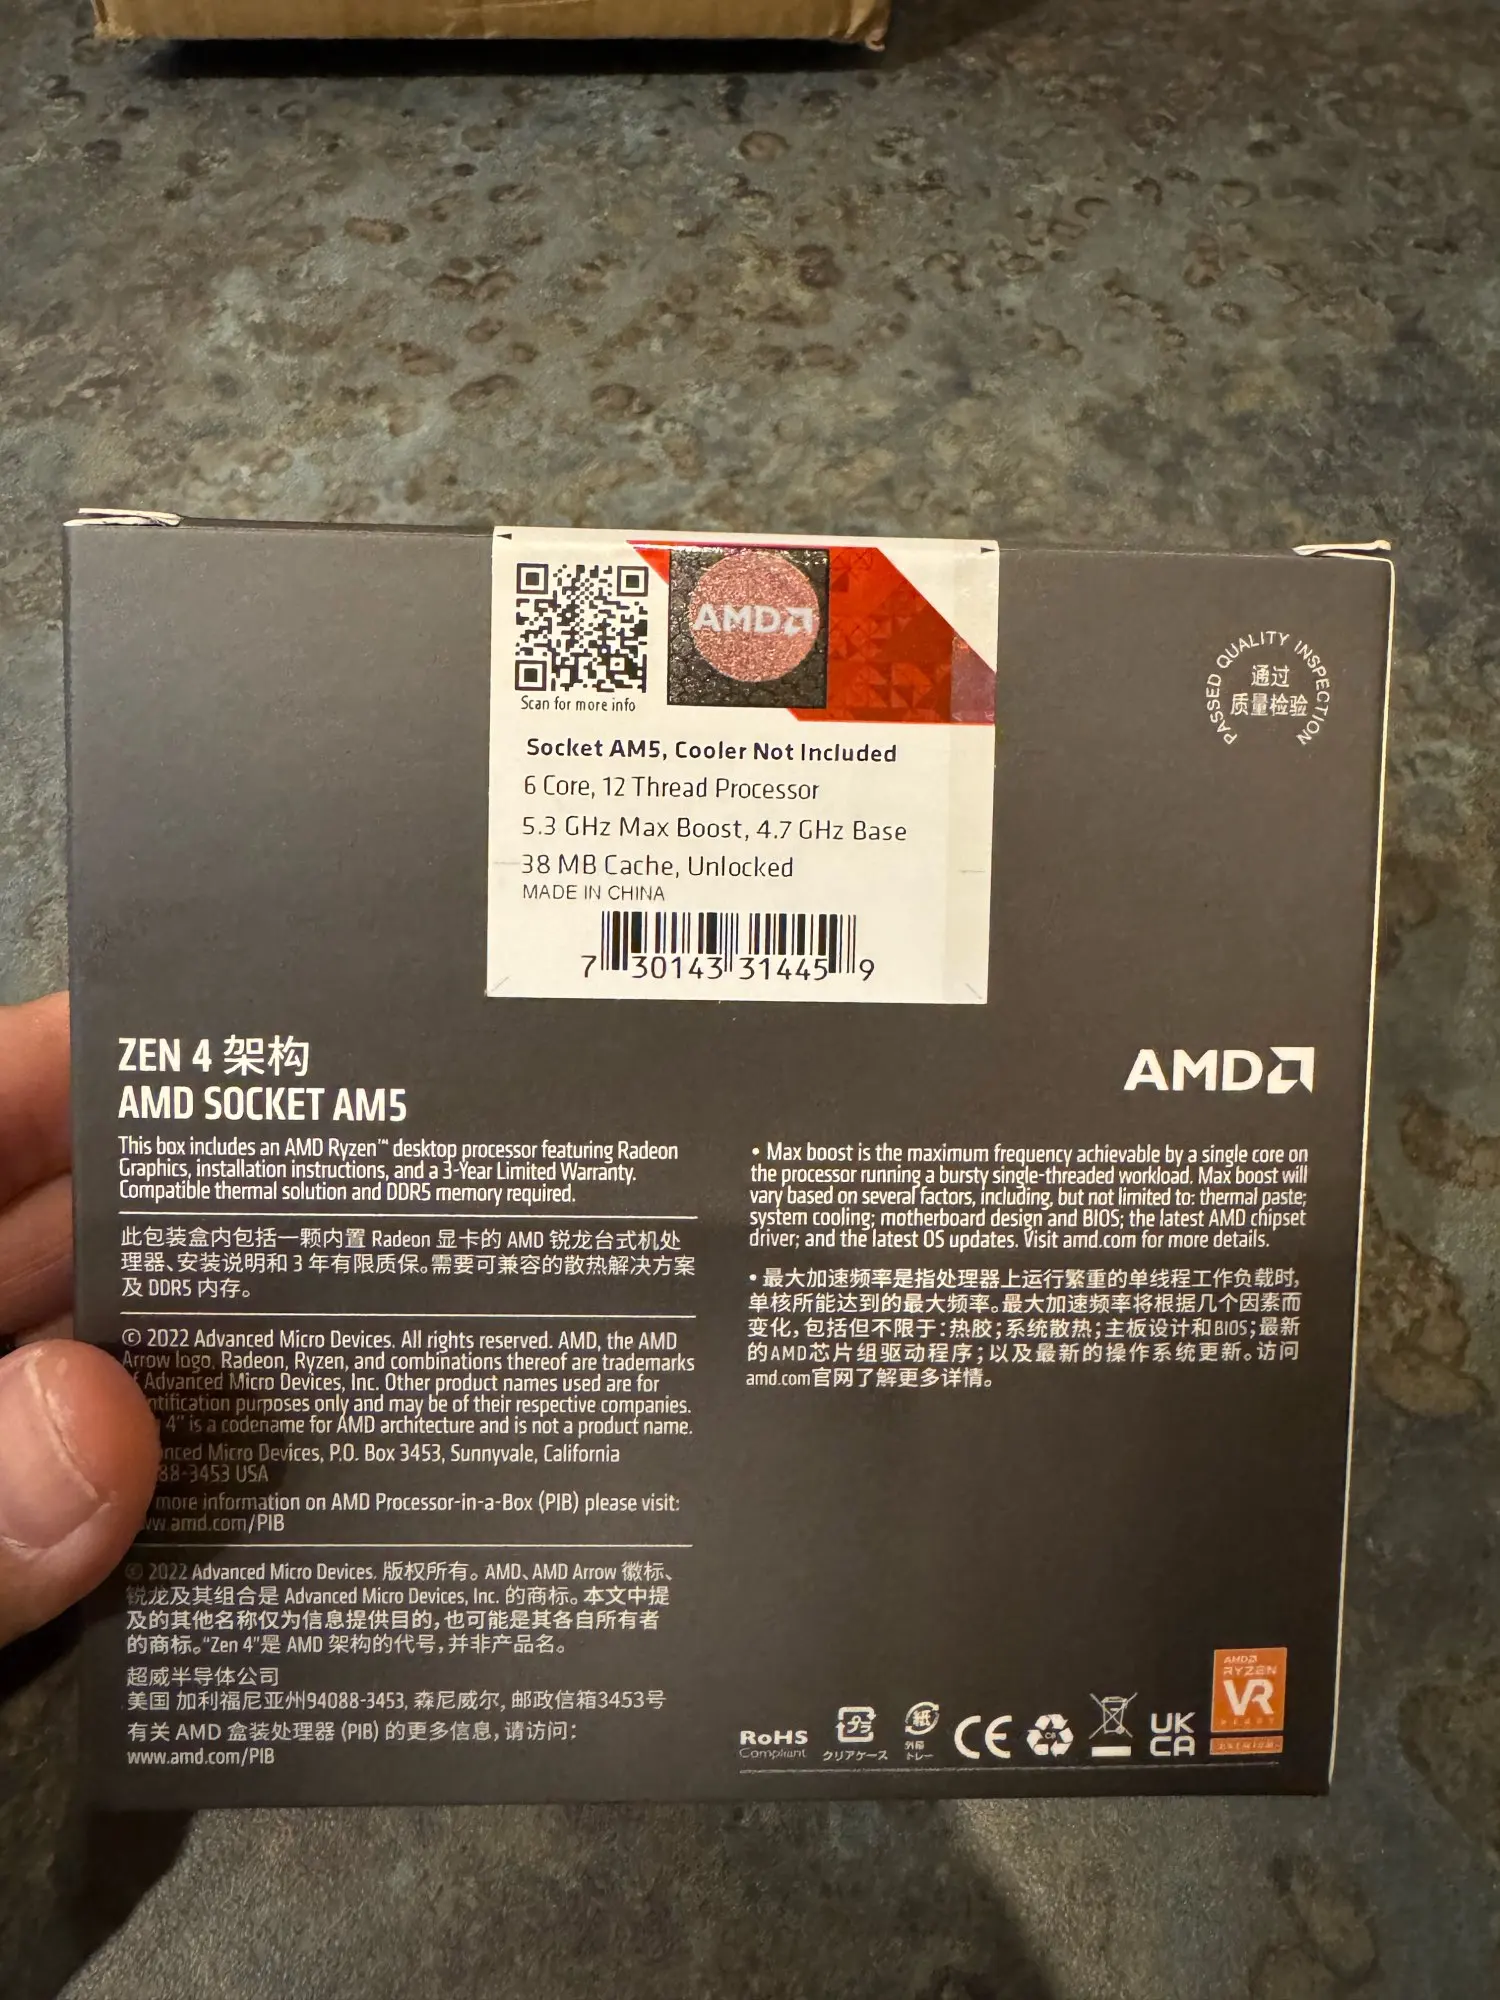 AMD
Scan for more info
Socket AM5, Cooler Not Included
6 Core, 12 Thread Processor
5.3 GHz Max Boost, 4.7 GHz Base
38 MB Cache, Unlocked
MADE IN CHINA
7 30143 31445 9
PASSED QUALITY INSPECTION
通过
质量检验
ZEN 4 架构
AMD SOCKET AM5
This box includes an AMD Ryzen™ desktop processor featuring Radeon
Graphics, installation instructions, and a 3-Year Limited Warranty.
Compatible thermal solution and DDR5 memory required.
此包装盒内包括一颗内置 Radeon 显卡的 AMD 锐龙台式机处
理器、安装说明和 3 年有限质保。需要可兼容的散热解决方案
及 DDR5 内存。
© 2022 Advanced Micro Devices. All rights reserved. AMD, the AMD
Arrow logo, Radeon, Ryzen, and combinations thereof are trademarks
Advanced Micro Devices, Inc. Other product names used are for
purposes only and may be of their respective companies.
4" is a codename for AMD architecture and is not a product name.
Micro Devices, P.O. Box 3453, Sunnyvale, California
88-3453 USA
more information on AMD Processor-in-a-Box (PIB) please visit:
.amd.com/PIB
© 2022 Advanced Micro Devices. 版权所有。AMD、AMD Arrow 徽标、
锐龙及其组合是 Advanced Micro Devices, Inc. 的商标。本文中提
及的其他名称仅为信息提供目的,也可能是其各自所有者
的商标。“Zen 4”是 AMD 架构的代号,并非产品名。
超威半导体公司
美国 加利福尼亚州94088-3453, 森尼威尔, 邮政信箱3453号
有关 AMD 盒装处理器 (PIB) 的更多信息,请访问:
www.amd.com/PIB
AMD
• Max boost is the maximum frequency achievable by a single core on
the processor running a bursty single-threaded workload. Max boost will
vary based on several factors, including, but not limited to: thermal paste;
system cooling; motherboard design and BIOS; the latest AMD chipset
driver; and the latest OS updates. Visit amd.com for more details.
• 最大加速频率是指处理器上运行繁重的单线程工作负载时,
单核所能达到的最大频率。最大加速频率将根据几个因素而
变化,包括但不限于:热胶;系统散热;主板设计和BIOS;最新
的AMD芯片组驱动程序;以及最新的操作系统更新。访问
amd.com官网了解更多详情。
RoHS
Compliant
プラ
クリアケース
紙
外箱
トレー
CE
UK
CA
AMD
RYZEN
VR
READY
PREMIUM